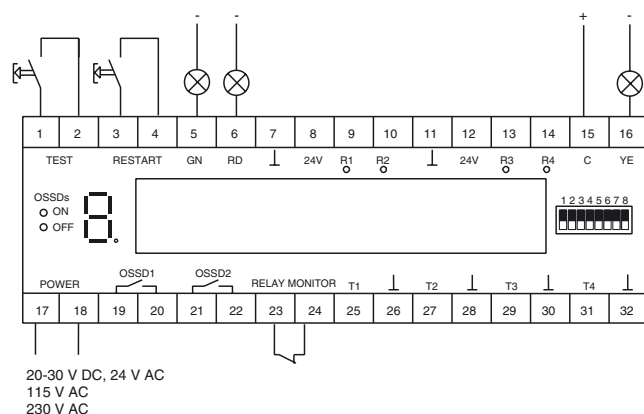 - - + -
1 2 3 4 5 6 7 8 9 10 11 12 13 14 15 16
TEST RESTART GN RD 24V R1 R2 24V R3 R4 C YE
OSSDs
ON
OFF
1 2 3 4 5 6 7 8
POWER OSSD1 OSSD2 RELAY MONITOR T1 T2 T3 T4
17 18 19 20 21 22 23 24 25 26 27 28 29 30 31 32
20-30 V DC, 24 V AC
115 V AC
230 V AC